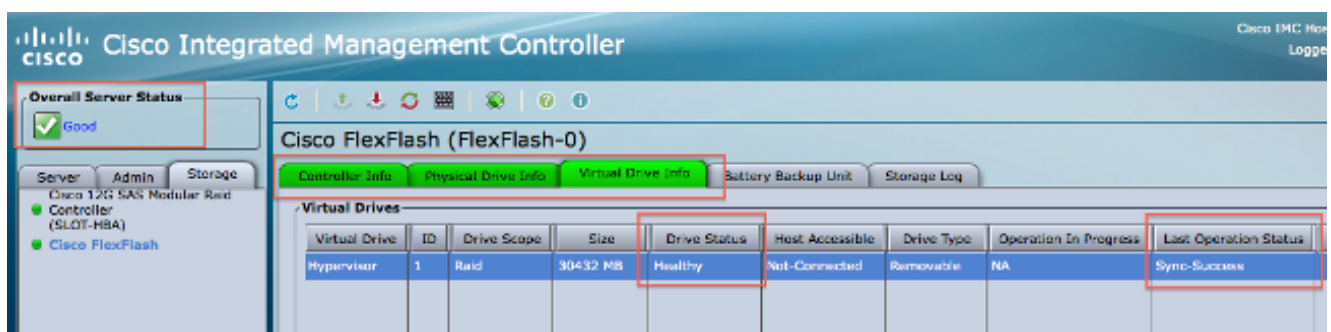 CISCO Cisco Integrated Management Controller
Cisco IMC
Logge
Overall Server Status
Good
Cisco FlexFlash (FlexFlash-0)
Server Admin Storage
Controller Info Physical Drive Info Virtual Drive Info Battery Backup Unit Storage Log
Cisco 12G SAS Modular Raid
Controller
(SLOT-HBA)
Cisco FlexFlash
Virtual Drives
Virtual Drive ID Drive Scope Size Drive Status Host Accessible Drive Type Operation In Progress Last Operation Status
Hypervisor 1 Raid 30432 MB Healthy Not-Connected Removable NA Sync-Success